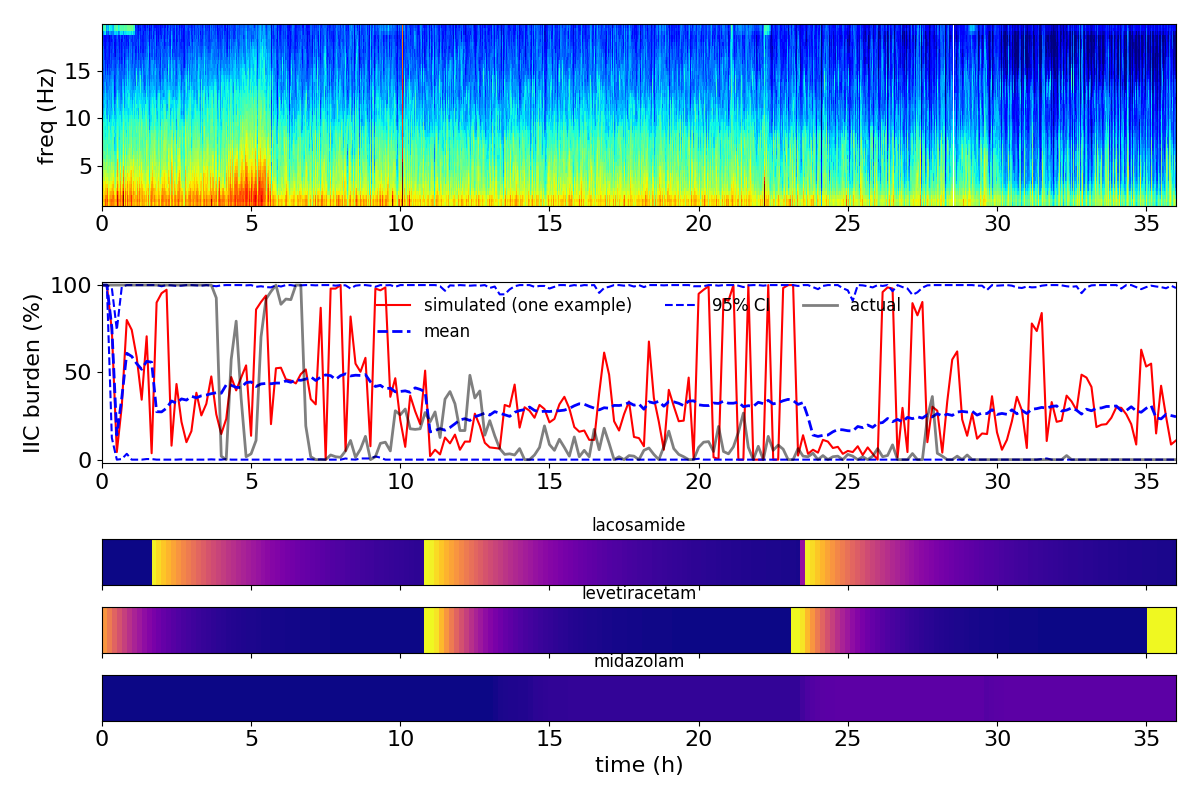 freq (Hz)
15
10
5
0 5 10 15 20 25 30 35
IIC burden (%)
100
50
0
simulated (one example) 95% CI actual
mean
0 5 10 15 20 25 30 35
lacosamide
levetiracetam
midazolam
0 5 10 15 20 25 30 35
time (h)